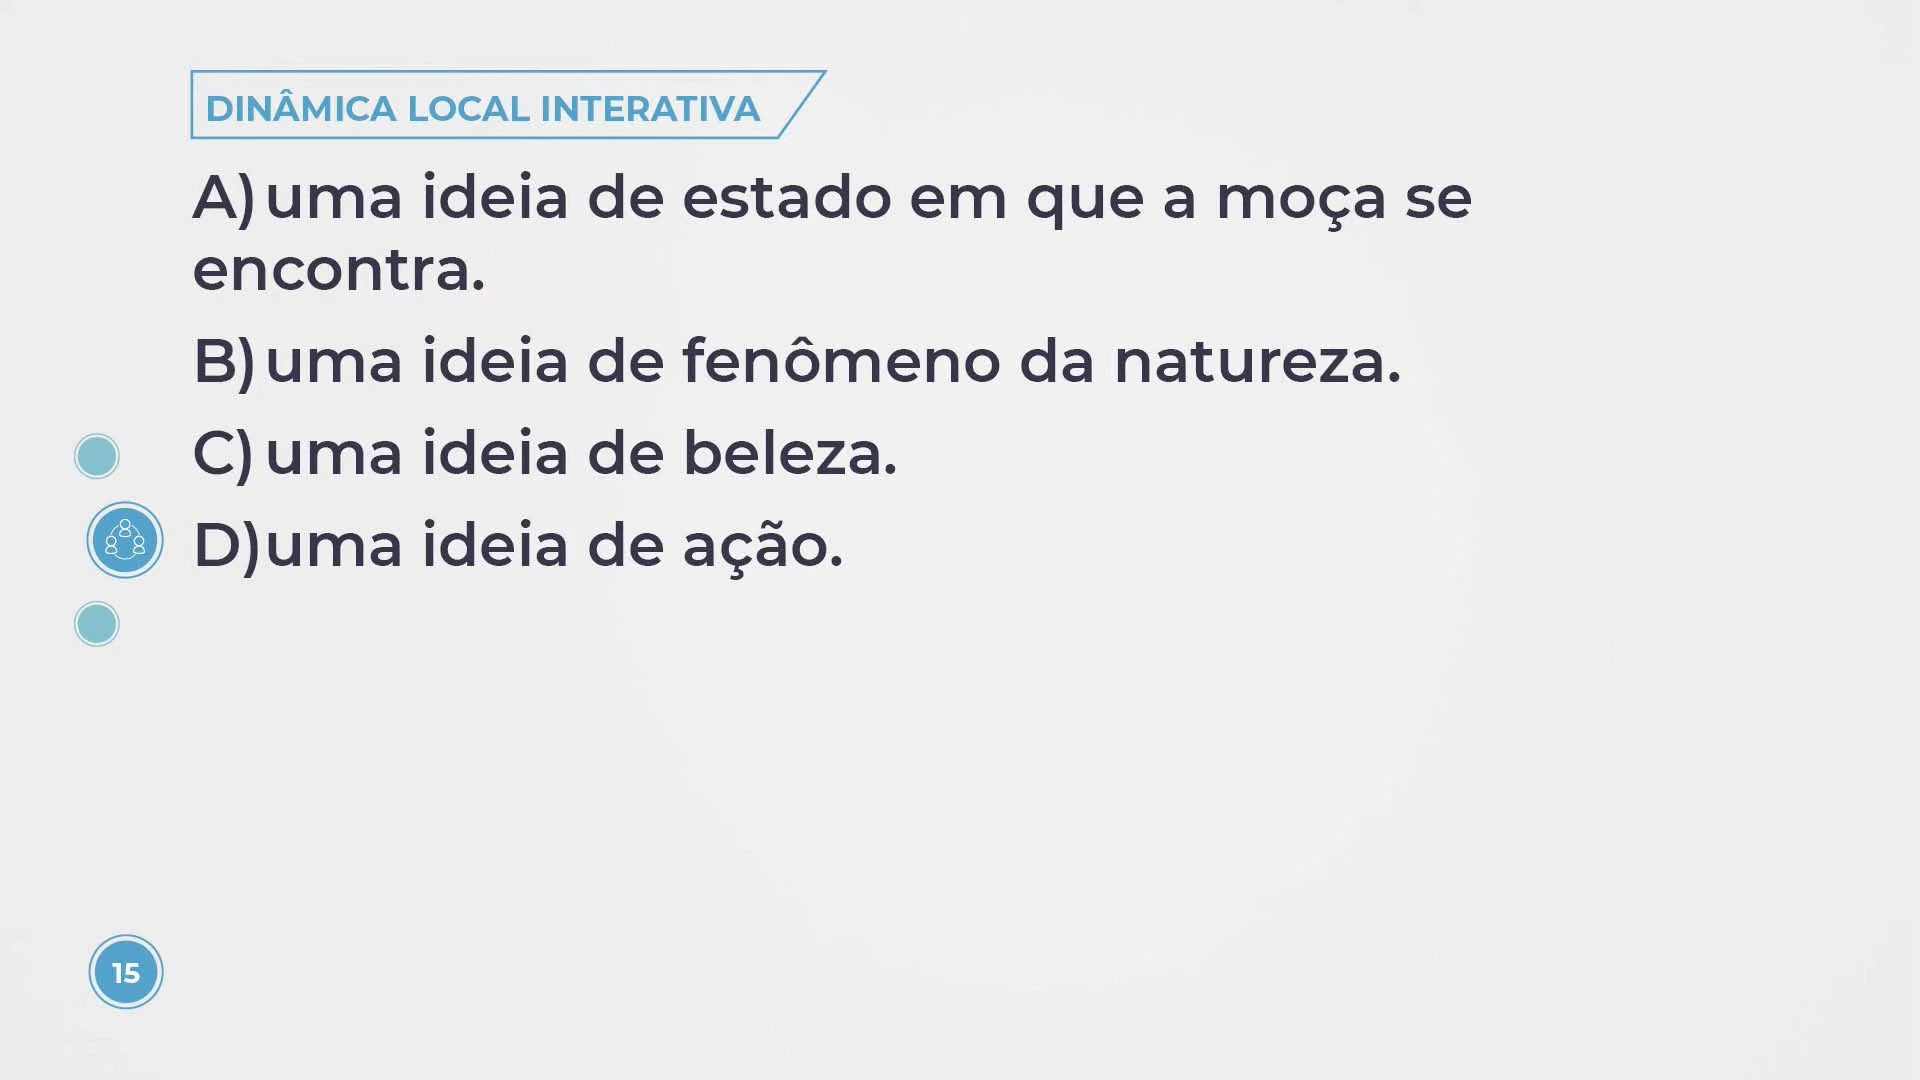 DINÂMICA LOCAL INTERATIVA
A) uma ideia de estado em que a moça se
encontra.
B) uma ideia de fenômeno da natureza.
C) uma ideia de beleza.
D) uma ideia de ação.
15